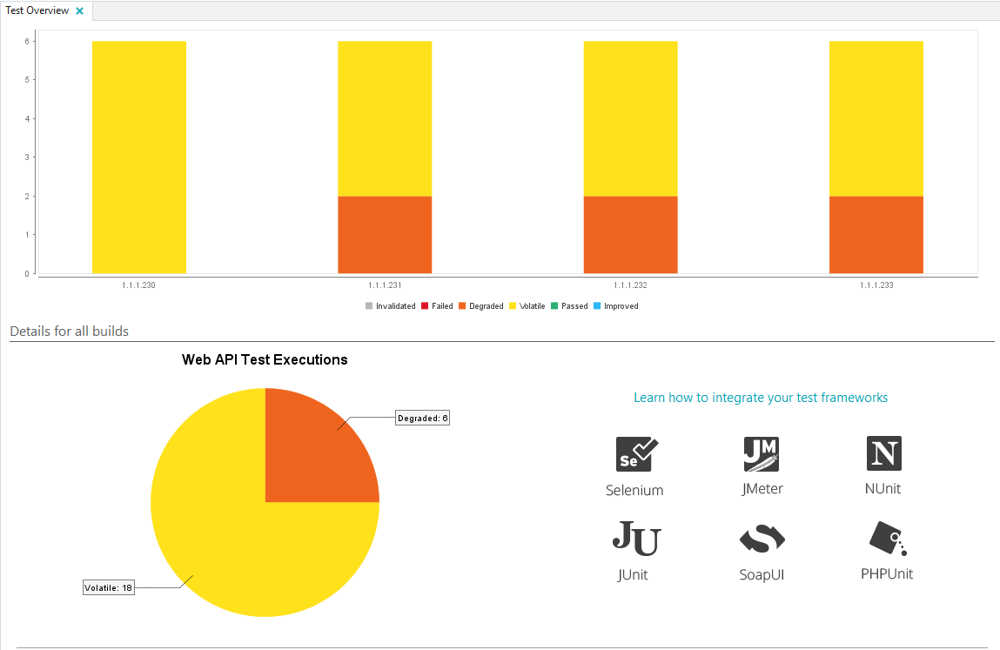 Test Overview
6
5
4
3
2
1
0
1.1.1.230 1.1.1.231 1.1.1.232 1.1.1.233
Invalidated Failed Degraded Volatile Passed Improved
Details for all builds
Web API Test Executions
Degraded: 6
Volatile: 18
Learn how to integrate your test frameworks
Se JM N
Selenium JMeter NUnit
JU S
JUnit SoapUI PHPUnit